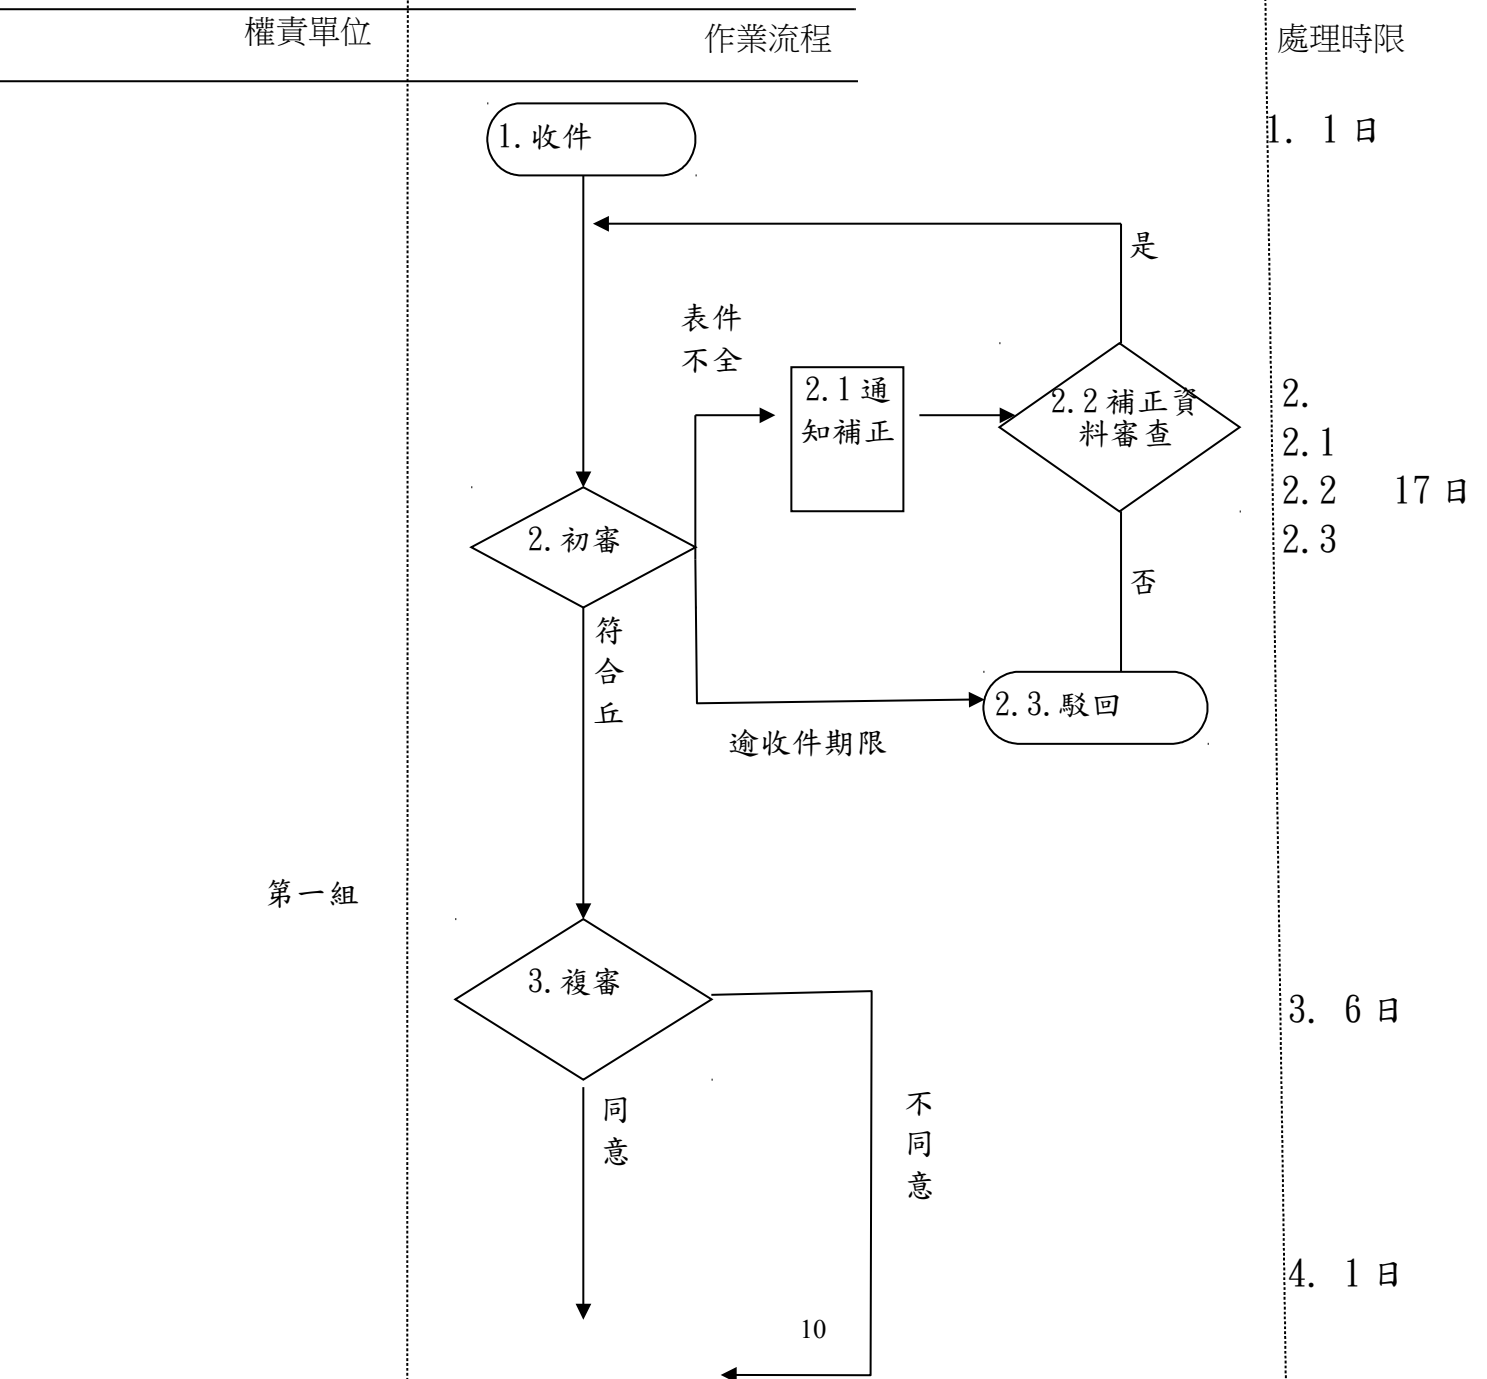 權責單位
作業流程
處理時限
1.收件
1. 1日
是
表件
不全
2.1通
知補正
2.2補正資
料審查
2.
2.1
2.2 17日
2.3
2.初審
否
符
合
丘
2.3.駁回
逾收件期限
第一組
3.複審
3. 6日
同
意
不
同
意
4. 1日
10